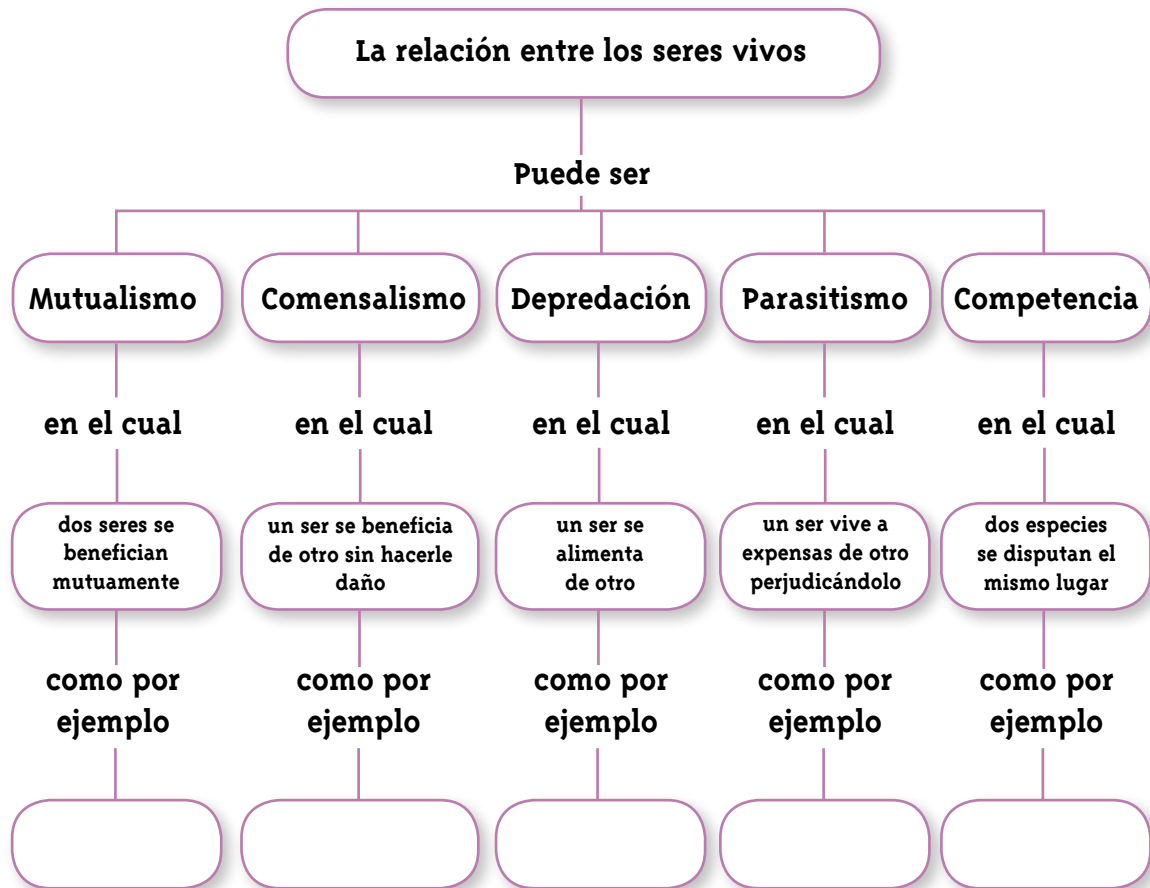 La relación entre los seres vivos
Puede ser
Mutualismo
Comensalismo
Depredación
Parasitismo
Competencia
en el cual
en el cual
en el cual
en el cual
en el cual
dos seres se
benefician
mutuamente
un ser se beneficia
de otro sin hacerle
daño
un ser se
alimenta
de otro
un ser vive a
expensas de otro
perjudicándolo
dos especies
se disputan el
mismo lugar
como por
ejemplo
como por
ejemplo
como por
ejemplo
como por
ejemplo
como por
ejemplo